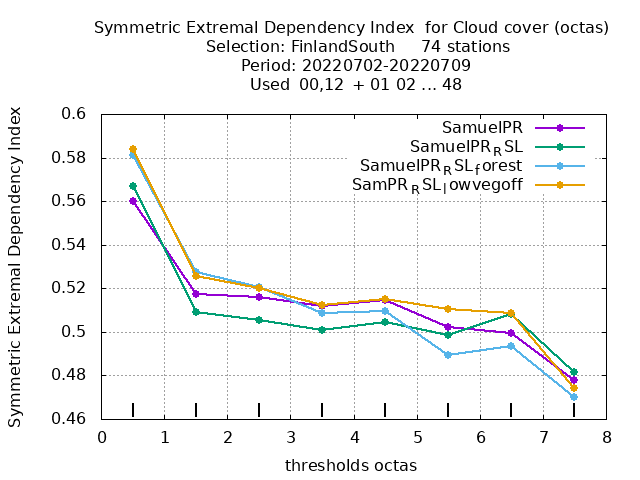 Symmetric Extremal Dependency Index  for Cloud cover (octas)
Selection: FinlandSouth     74 stations
Period: 20220702-20220709
Used  00,12  + 01 02 ... 48
Symmetric Extremal Dependency Index
0.6
0.58
0.56
0.54
0.52
0.5
0.48
0.46
SamuelPR
SamuelPR_RSL
SamuelPR_RSL_forest
SamPR_RSL_lowvegoff
0 1 2 3 4 5 6 7 8
thresholds octas